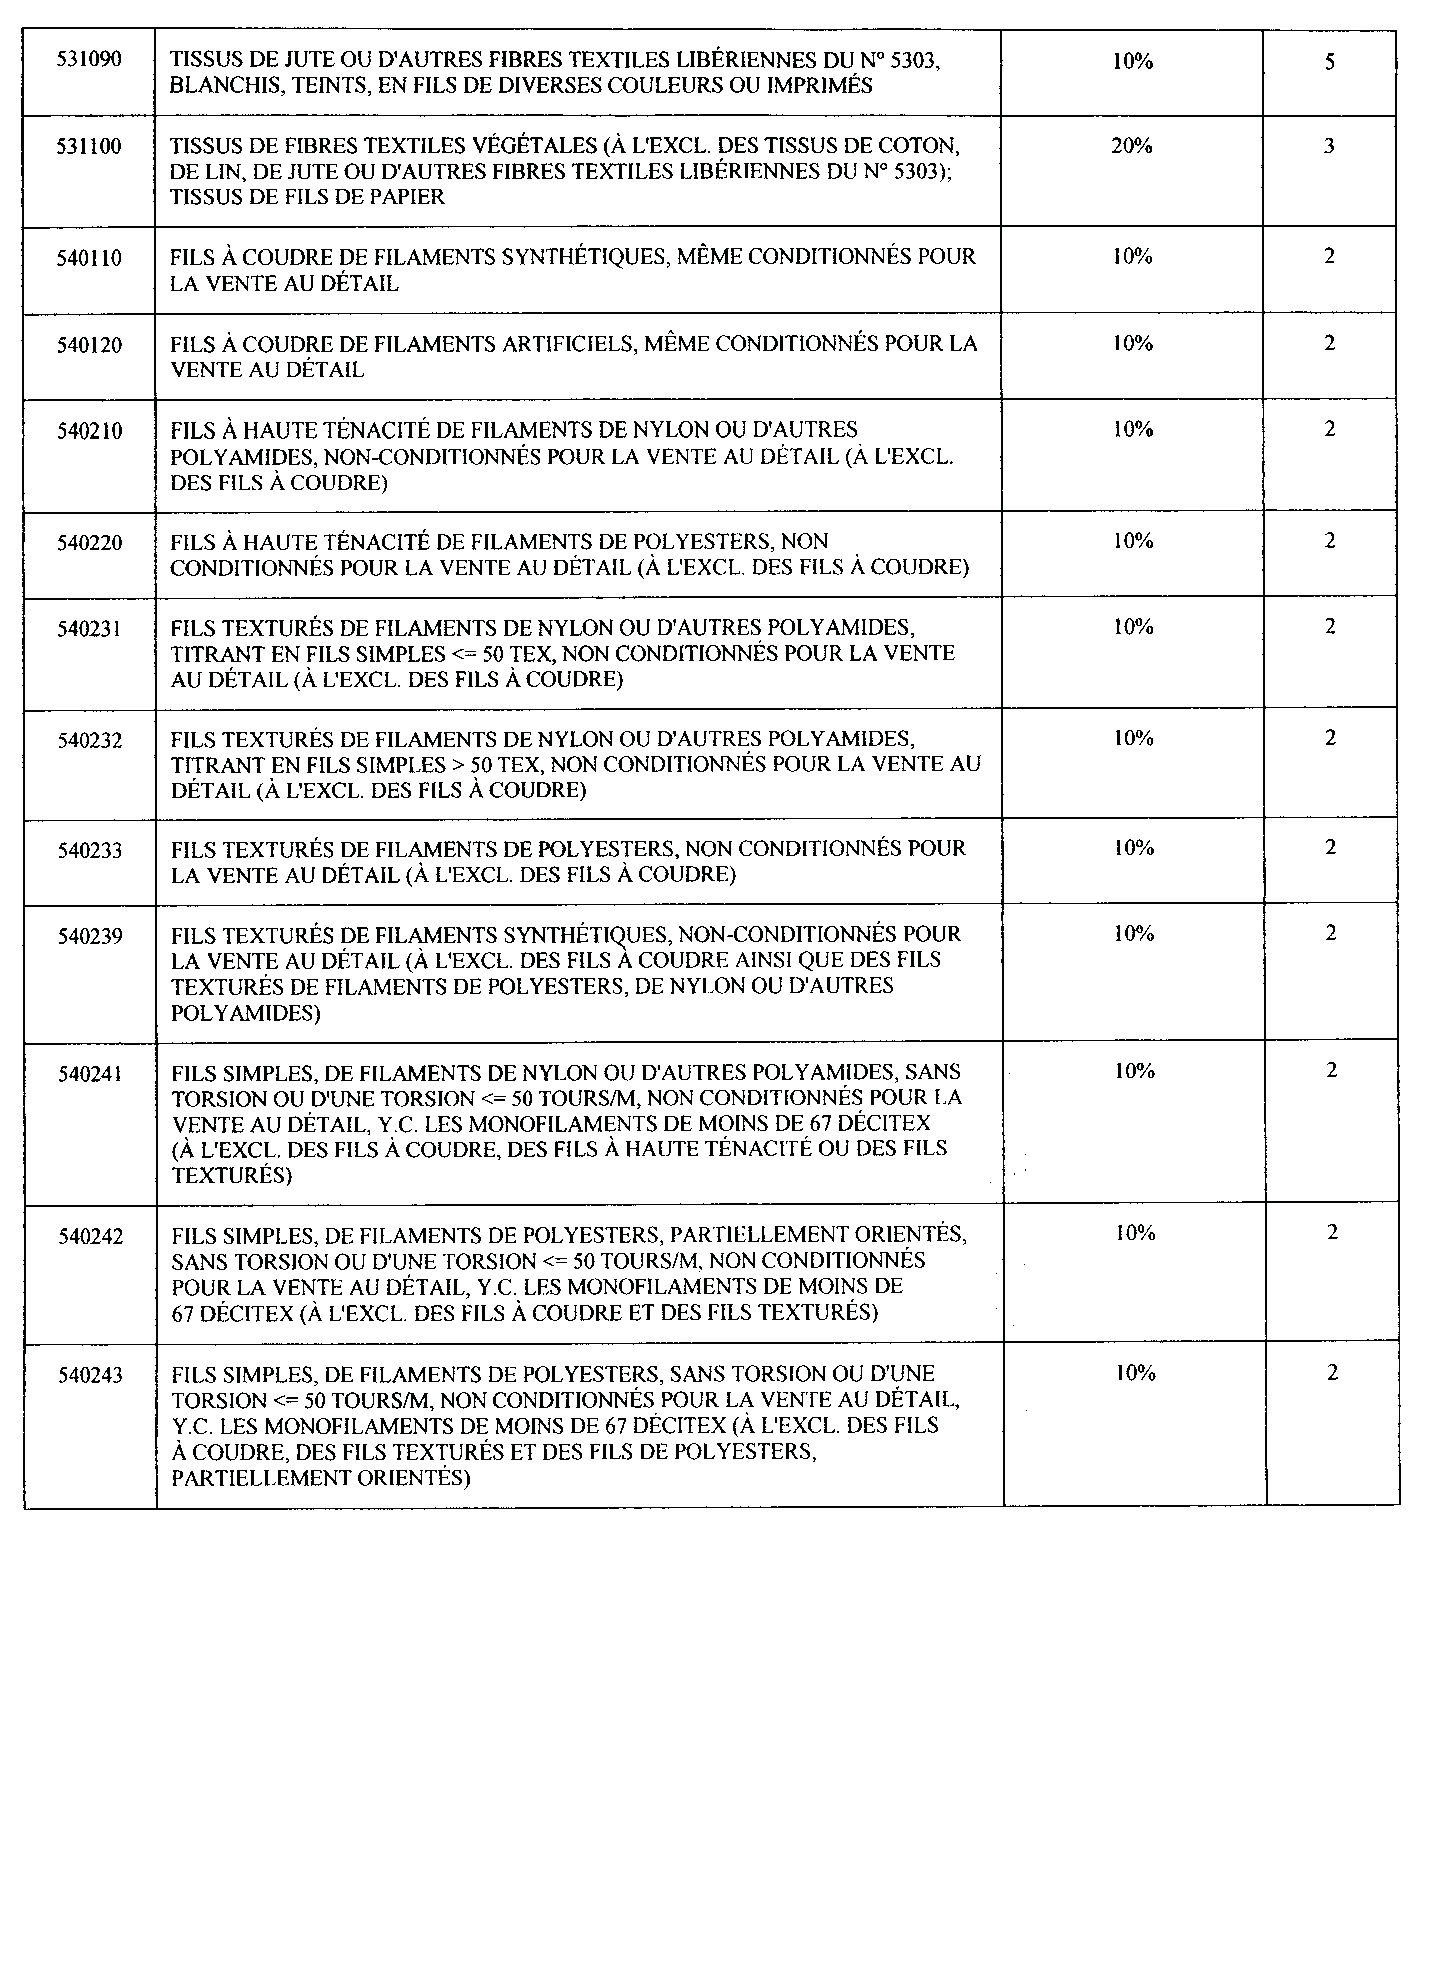 531090 TISSUS DE JUTE OU D'AUTRES FIBRES TEXTILES LIBÉRIENNES DU N° 5303, 10% 5
BLANCHIS, TEINTS, EN FILS DE DIVERSES COULEURS OU IMPRIMÉS
531100 TISSUS DE FIBRES TEXTILES VÉGÉTALES (À L'EXCL. DES TISSUS DE COTON, 20% 3
DE LIN, DE JUTE OU D'AUTRES FIBRES TEXTILES LIBÉRIENNES DU N° 5303);
TISSUS DE FILS DE PAPIER
540110 FILS À COUDRE DE FILAMENTS SYNTHÉTIQUES, MÊME CONDITIONNÉS POUR 10% 2
LA VENTE AU DÉTAIL
540120 FILS À COUDRE DE FILAMENTS ARTIFICIELS, MÊME CONDITIONNÉS POUR LA 10% 2
VENTE AU DÉTAIL
540210 FILS À HAUTE TÉNACITÉ DE FILAMENTS DE NYLON OU D'AUTRES 10% 2
POLYAMIDES, NON-CONDITIONNÉS POUR LA VENTE AU DÉTAIL (À L'EXCL.
DES FILS À COUDRE)
540220 FILS À HAUTE TÉNACITÉ DE FILAMENTS DE POLYESTERS, NON 10% 2
CONDITIONNÉS POUR LA VENTE AU DÉTAIL (À L'EXCL. DES FILS À COUDRE)
540231 FILS TEXTURÉS DE FILAMENTS DE NYLON OU D'AUTRES POLYAMIDES, 10% 2
TITRANT EN FILS SIMPLES <= 50 TEX, NON CONDITIONNÉS POUR LA VENTE
AU DÉTAIL (À L'EXCL. DES FILS À COUDRE)
540232 FILS TEXTURÉS DE FILAMENTS DE NYLON OU D'AUTRES POLYAMIDES, 10% 2
TITRANT EN FILS SIMPLES > 50 TEX, NON CONDITIONNÉS POUR LA VENTE AU
DÉTAIL (À L'EXCL. DES FILS À COUDRE)
540233 FILS TEXTURÉS DE FILAMENTS DE POLYESTERS, NON CONDITIONNÉS POUR 10% 2
LA VENTE AU DÉTAIL (À L'EXCL. DES FILS À COUDRE)
540239 FILS TEXTURÉS DE FILAMENTS SYNTHÉTIQUES, NON-CONDITIONNÉS POUR 10% 2
LA VENTE AU DÉTAIL (À L'EXCL. DES FILS À COUDRE AINSI QUE DES FILS
TEXTURÉS DE FILAMENTS DE POLYESTERS, DE NYLON OU D'AUTRES
POLYAMIDES)
540241 FILS SIMPLES, DE FILAMENTS DE NYLON OU D'AUTRES POLYAMIDES, SANS 10% 2
TORSION OU D'UNE TORSION <= 50 TOURS/M, NON CONDITIONNÉS POUR LA
VENTE AU DÉTAIL, Y.C. LES MONOFILAMENTS DE MOINS DE 67 DÉCITEX
(À L'EXCL. DES FILS À COUDRE, DES FILS À HAUTE TÉNACITÉ OU DES FILS
TEXTURÉS)
540242 FILS SIMPLES, DE FILAMENTS DE POLYESTERS, PARTIELLEMENT ORIENTÉS, 10% 2
SANS TORSION OU D'UNE TORSION <= 50 TOURS/M, NON CONDITIONNÉS
POUR LA VENTE AU DÉTAIL, Y.C. LES MONOFILAMENTS DE MOINS DE
67 DÉCITEX (À L'EXCL. DES FILS À COUDRE ET DES FILS TEXTURÉS)
540243 FILS SIMPLES, DE FILAMENTS DE POLYESTERS, SANS TORSION OU D'UNE 10% 2
TORSION <= 50 TOURS/M, NON CONDITIONNÉS POUR LA VENTE AU DÉTAIL,
Y.C. LES MONOFILAMENTS DE MOINS DE 67 DÉCITEX (À L'EXCL. DES FILS
À COUDRE, DES FILS TEXTURÉS ET DES FILS DE POLYESTERS,
PARTIELLEMENT ORIENTÉS)